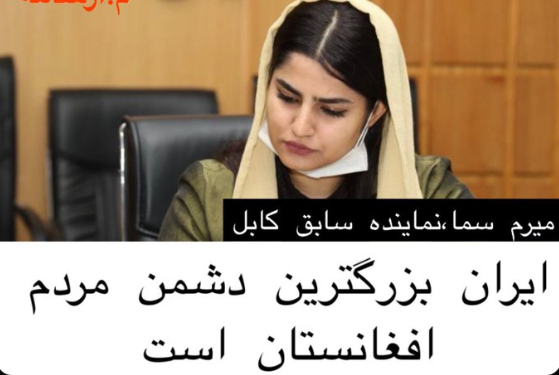 میرم سما،نماینده سابق کابل
ایران بزرگترین دشمن مردم
افغانستان است